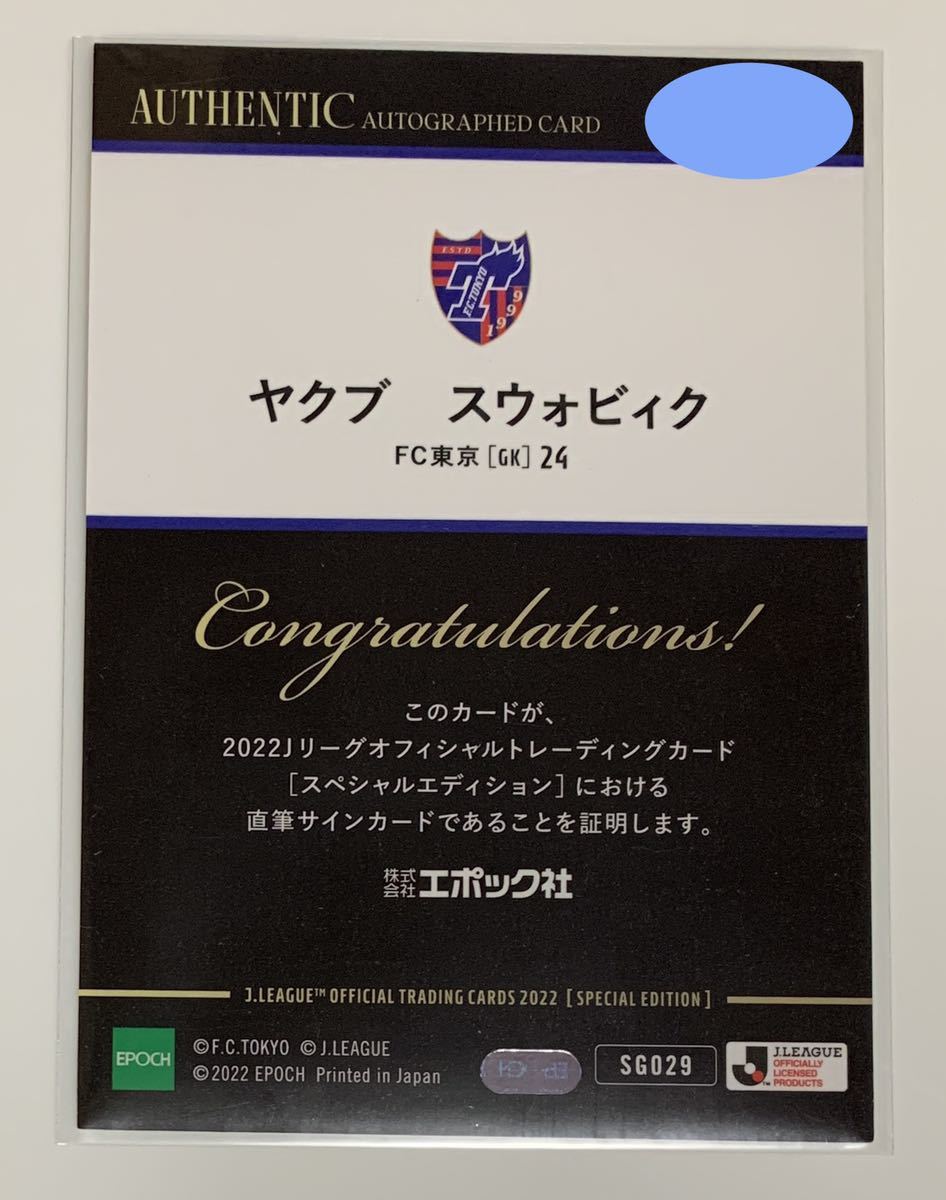 AUTHENTIC AUTOGRAPHED CARD
ESTD
F.C.TOKYO
1999
ヤクブ　スウォビィク
FC東京［GK］24
Congratulations!
このカードが、
2022Jリーグオフィシャルトレーディングカード
［スペシャルエディション］における
直筆サインカードであることを証明します。
株式会社エポック社
J.LEAGUE™ OFFICIAL TRADING CARDS 2022 [SPECIAL EDITION]
EPOCH
©F.C.TOKYO ©J.LEAGUE
©2022 EPOCH Printed in Japan
SG029
J.LEAGUE
OFFICIALLY
LICENSED
PRODUCTS